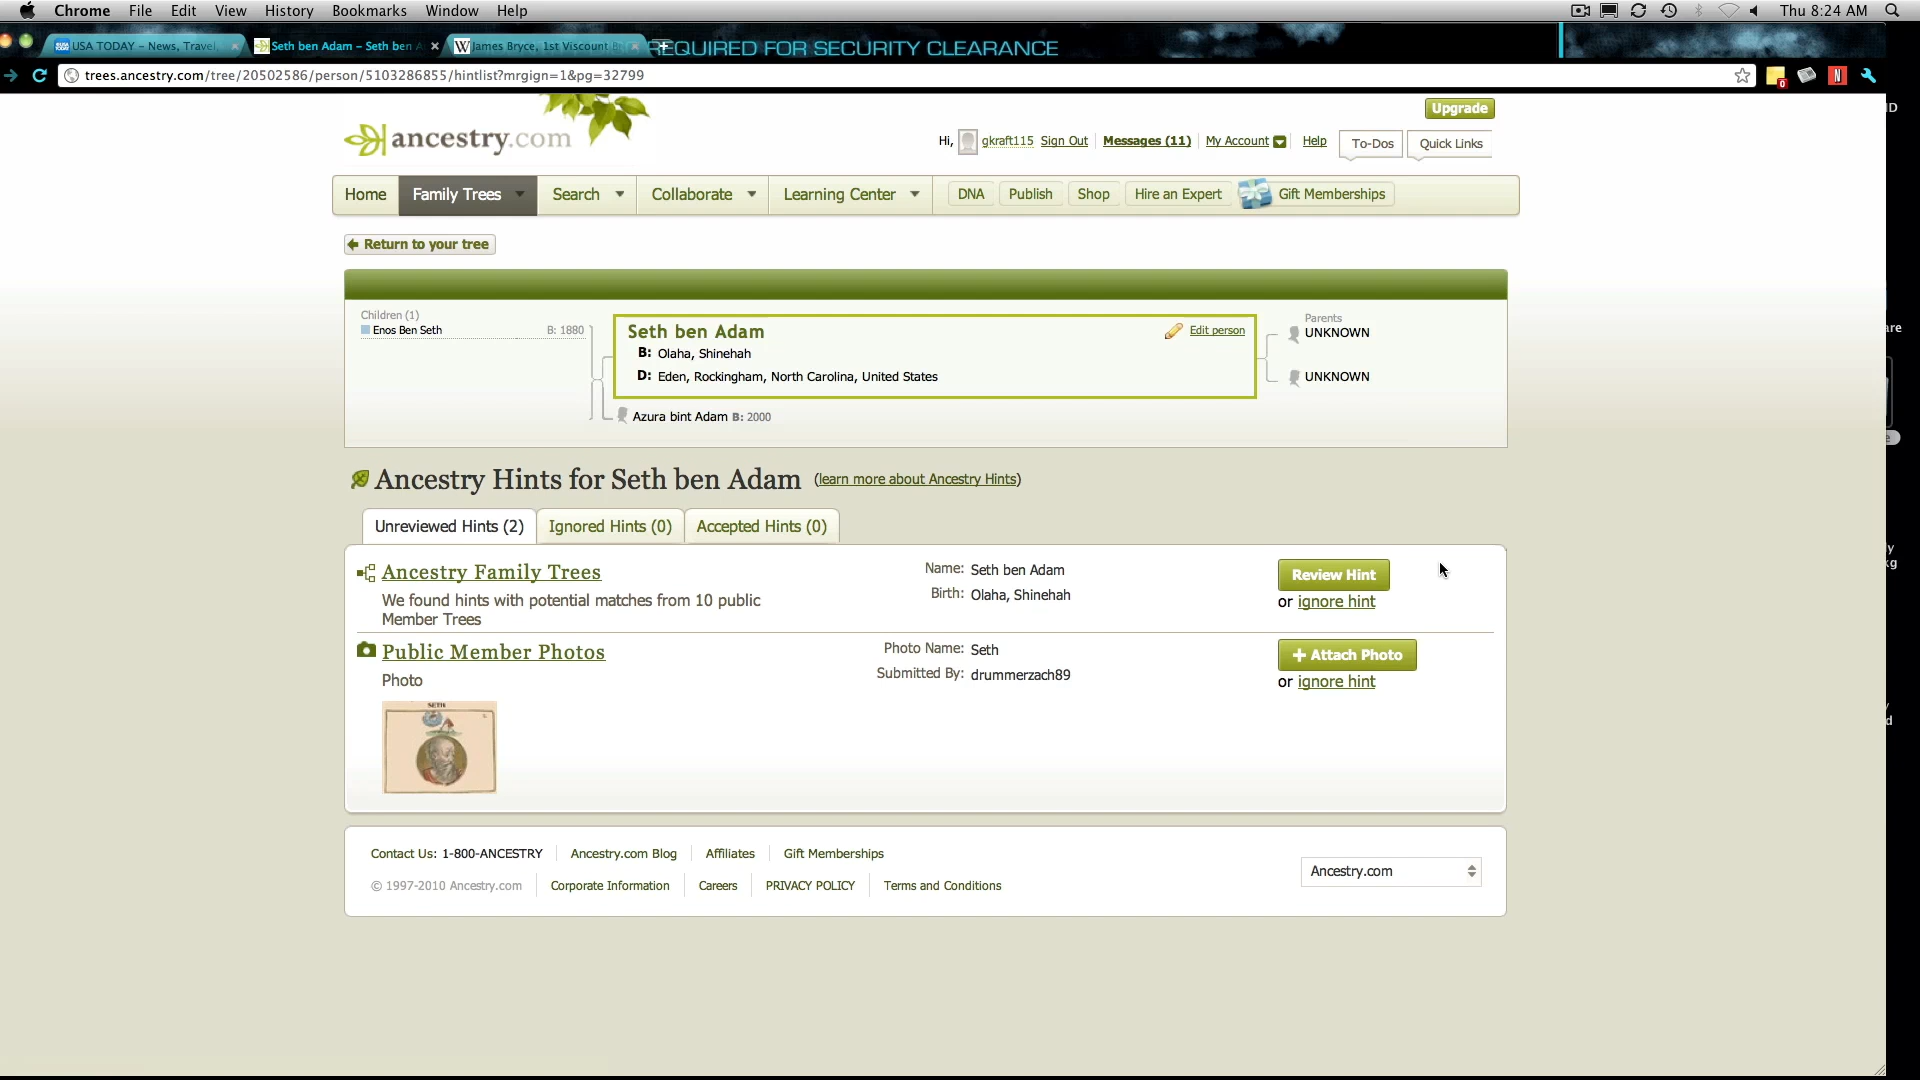 Chrome File Edit View History Bookmarks Window Help Thu 8:24 AM
USA TODAY – News, Travel, Seth ben Adam – Seth ben A James Bryce, 1st Viscount REQUIRED FOR SECURITY CLEARANCE
trees.ancestry.com/tree/20502586/person/5103286855/hintlist?mrgign=1&pg=32799
ancestry.com
Upgrade
Hi, gkraft115 Sign Out Messages (11) My Account Help To-Dos Quick Links
Home Family Trees Search Collaborate Learning Center DNA Publish Shop Hire an Expert Gift Memberships
Return to your tree
Children (1)
Enos Ben Seth B: 1880
Seth ben Adam Edit person
B: Olaha, Shinehah
D: Eden, Rockingham, North Carolina, United States
Azura bint Adam B: 2000
Parents
UNKNOWN
UNKNOWN
Ancestry Hints for Seth ben Adam (learn more about Ancestry Hints)
Unreviewed Hints (2) Ignored Hints (0) Accepted Hints (0)
Ancestry Family Trees
We found hints with potential matches from 10 public
Member Trees
Name: Seth ben Adam
Birth: Olaha, Shinehah
Review Hint
or ignore hint
Public Member Photos
Photo
SETH
Photo Name: Seth
Submitted By: drummerzach89
+ Attach Photo
or ignore hint
Contact Us: 1-800-ANCESTRY Ancestry.com Blog Affiliates Gift Memberships
© 1997-2010 Ancestry.com Corporate Information Careers PRIVACY POLICY Terms and Conditions
Ancestry.com